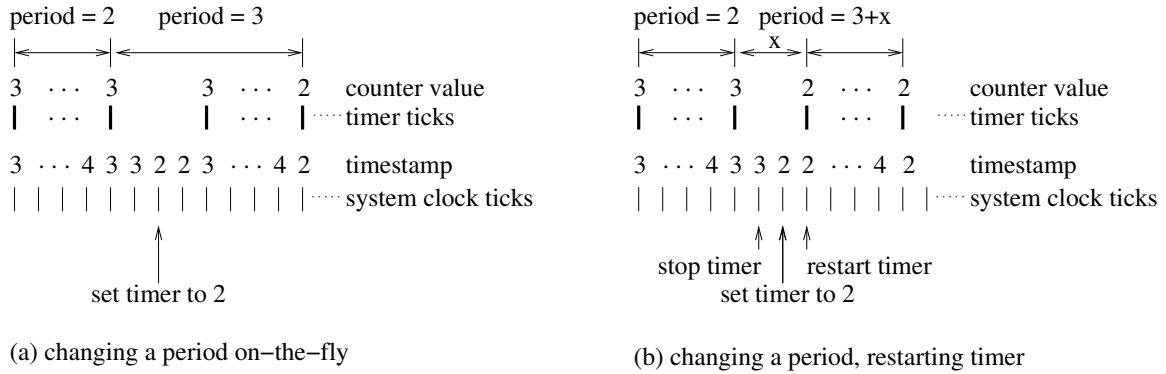 period = 2 period = 3
3 ··· 3 3 ··· 2 counter value
··· ··· timer ticks
3 ··· 4 3 3 2 2 3 ··· 4 2 timestamp
system clock ticks
set timer to 2
(a) changing a period on−the−fly
period = 2 period = 3+x
x
3 ··· 3 2 ··· 2 counter value
··· ··· timer ticks
3 ··· 4 3 3 2 2 ··· 4 2 timestamp
system clock ticks
stop timer restart timer
set timer to 2
(b) changing a period, restarting timer